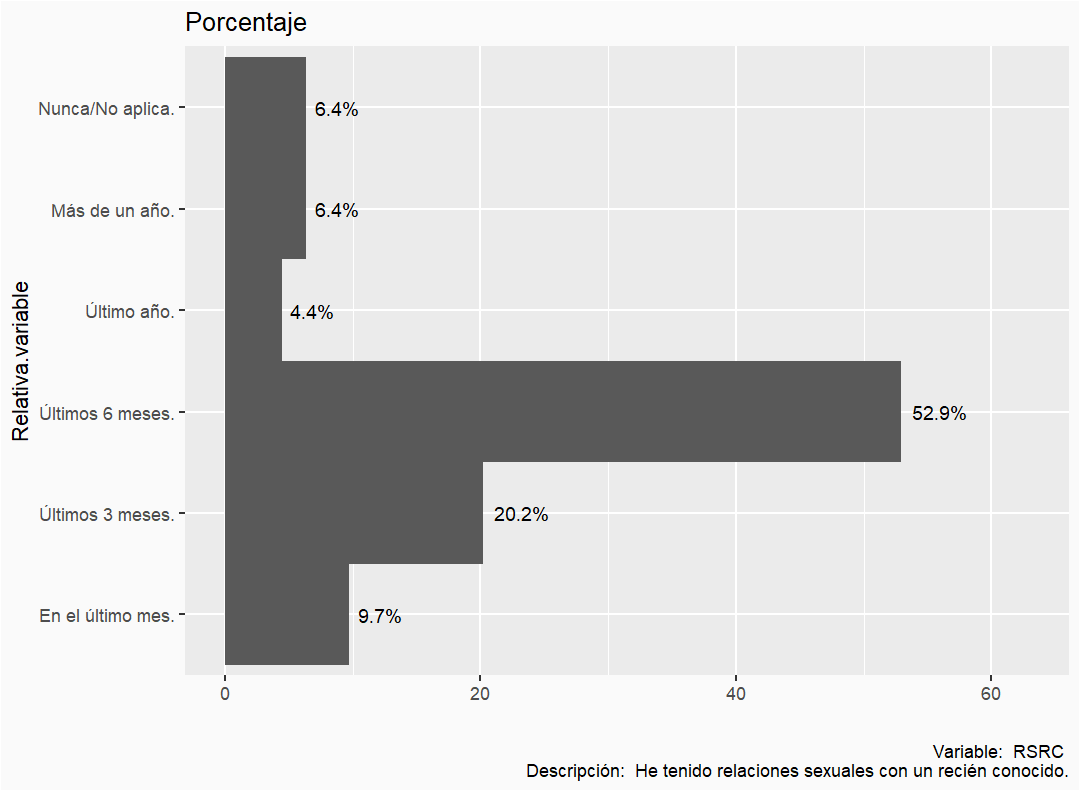 Porcentaje
Relativa.variable
Nunca/No aplica.
6.4%
Más de un año.
6.4%
Último año.
4.4%
Últimos 6 meses.
52.9%
Últimos 3 meses.
20.2%
En el último mes.
9.7%
0 20 40 60
Variable:  RSRC
Descripción:  He tenido relaciones sexuales con un recién conocido.